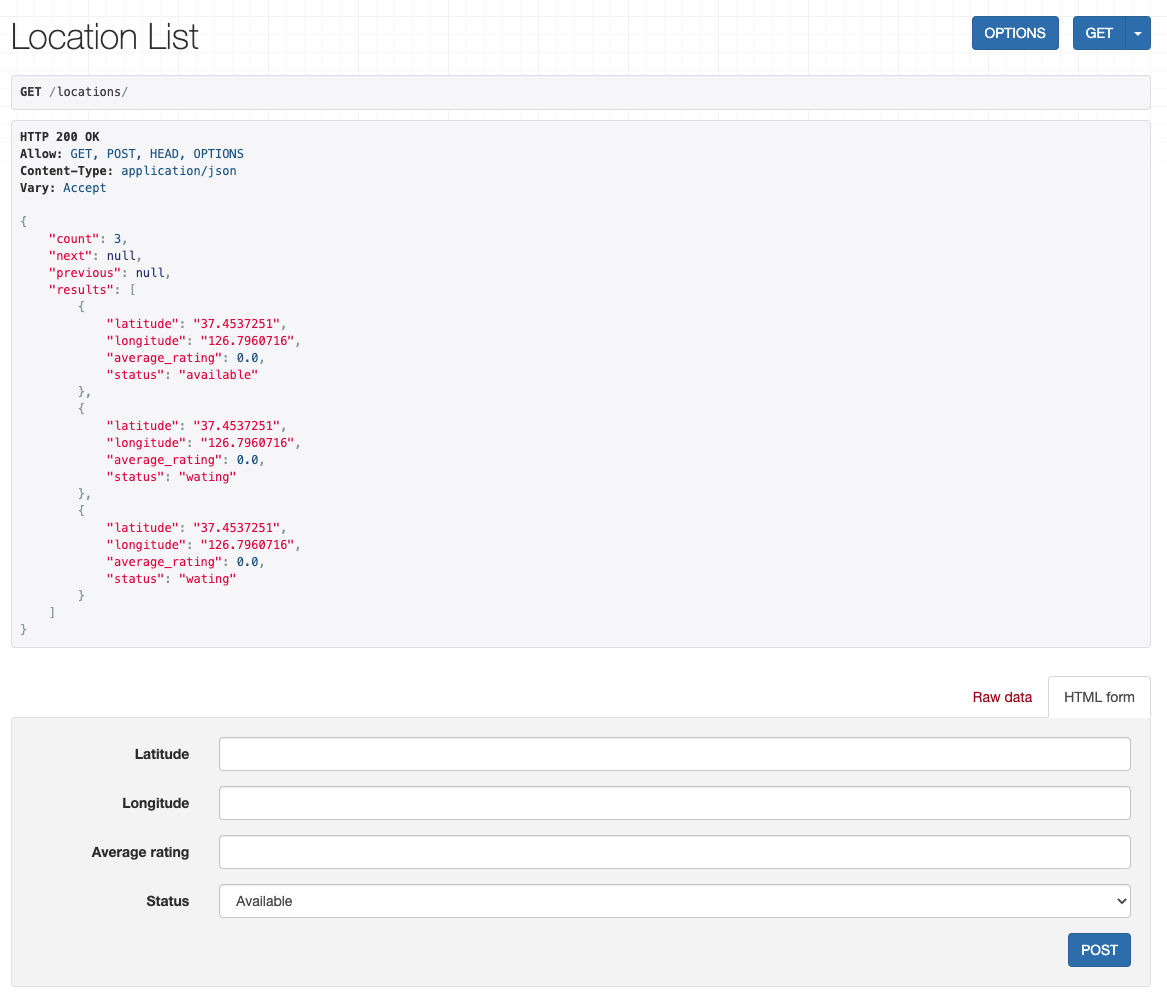 Location List
OPTIONS
GET
GET /locations/
HTTP 200 OK
Allow: GET, POST, HEAD, OPTIONS
Content-Type: application/json
Vary: Accept
{
    "count": 3,
    "next": null,
    "previous": null,
    "results": [
        {
            "latitude": "37.4537251",
            "longitude": "126.7960716",
            "average_rating": 0.0,
            "status": "available"
        },
        {
            "latitude": "37.4537251",
            "longitude": "126.7960716",
            "average_rating": 0.0,
            "status": "wating"
        },
        {
            "latitude": "37.4537251",
            "longitude": "126.7960716",
            "average_rating": 0.0,
            "status": "wating"
        }
    ]
}
Raw data
HTML form
Latitude
Longitude
Average rating
Status
Available
POST